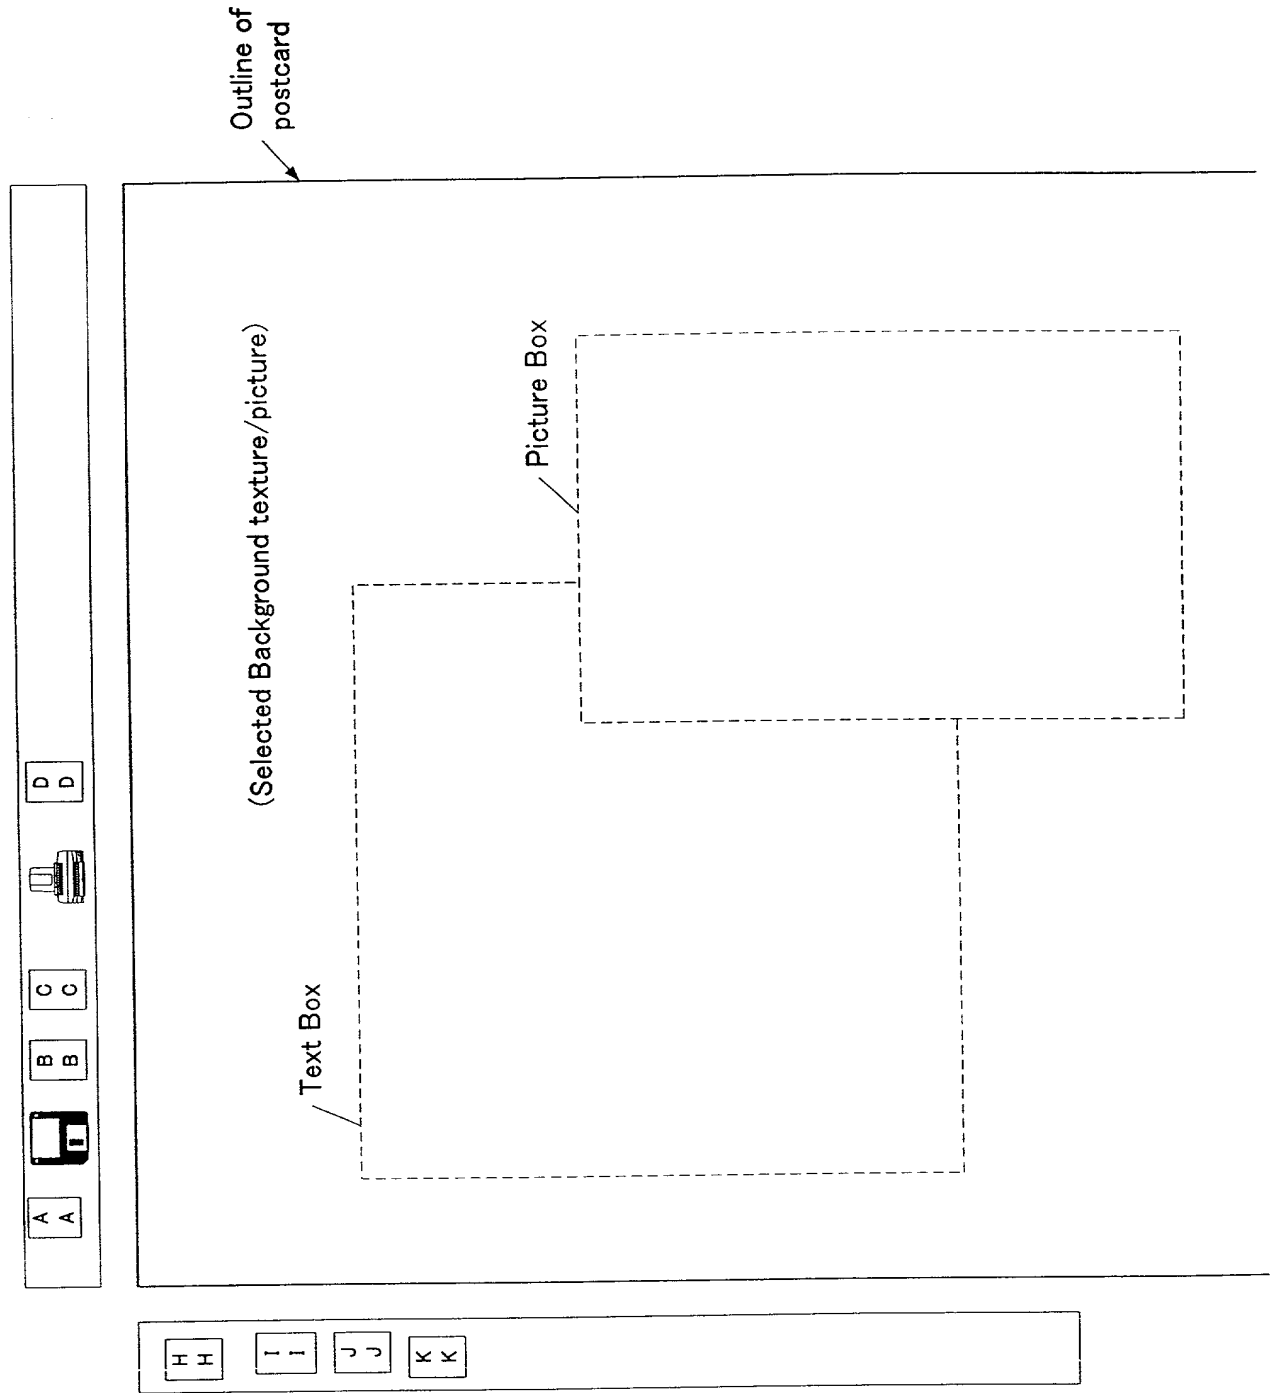 A
A
B
B
C
C
D
D
H
H
I
I
J
J
K
K
Outline of
postcard
(Selected Background texture/picture)
Text Box
Picture Box